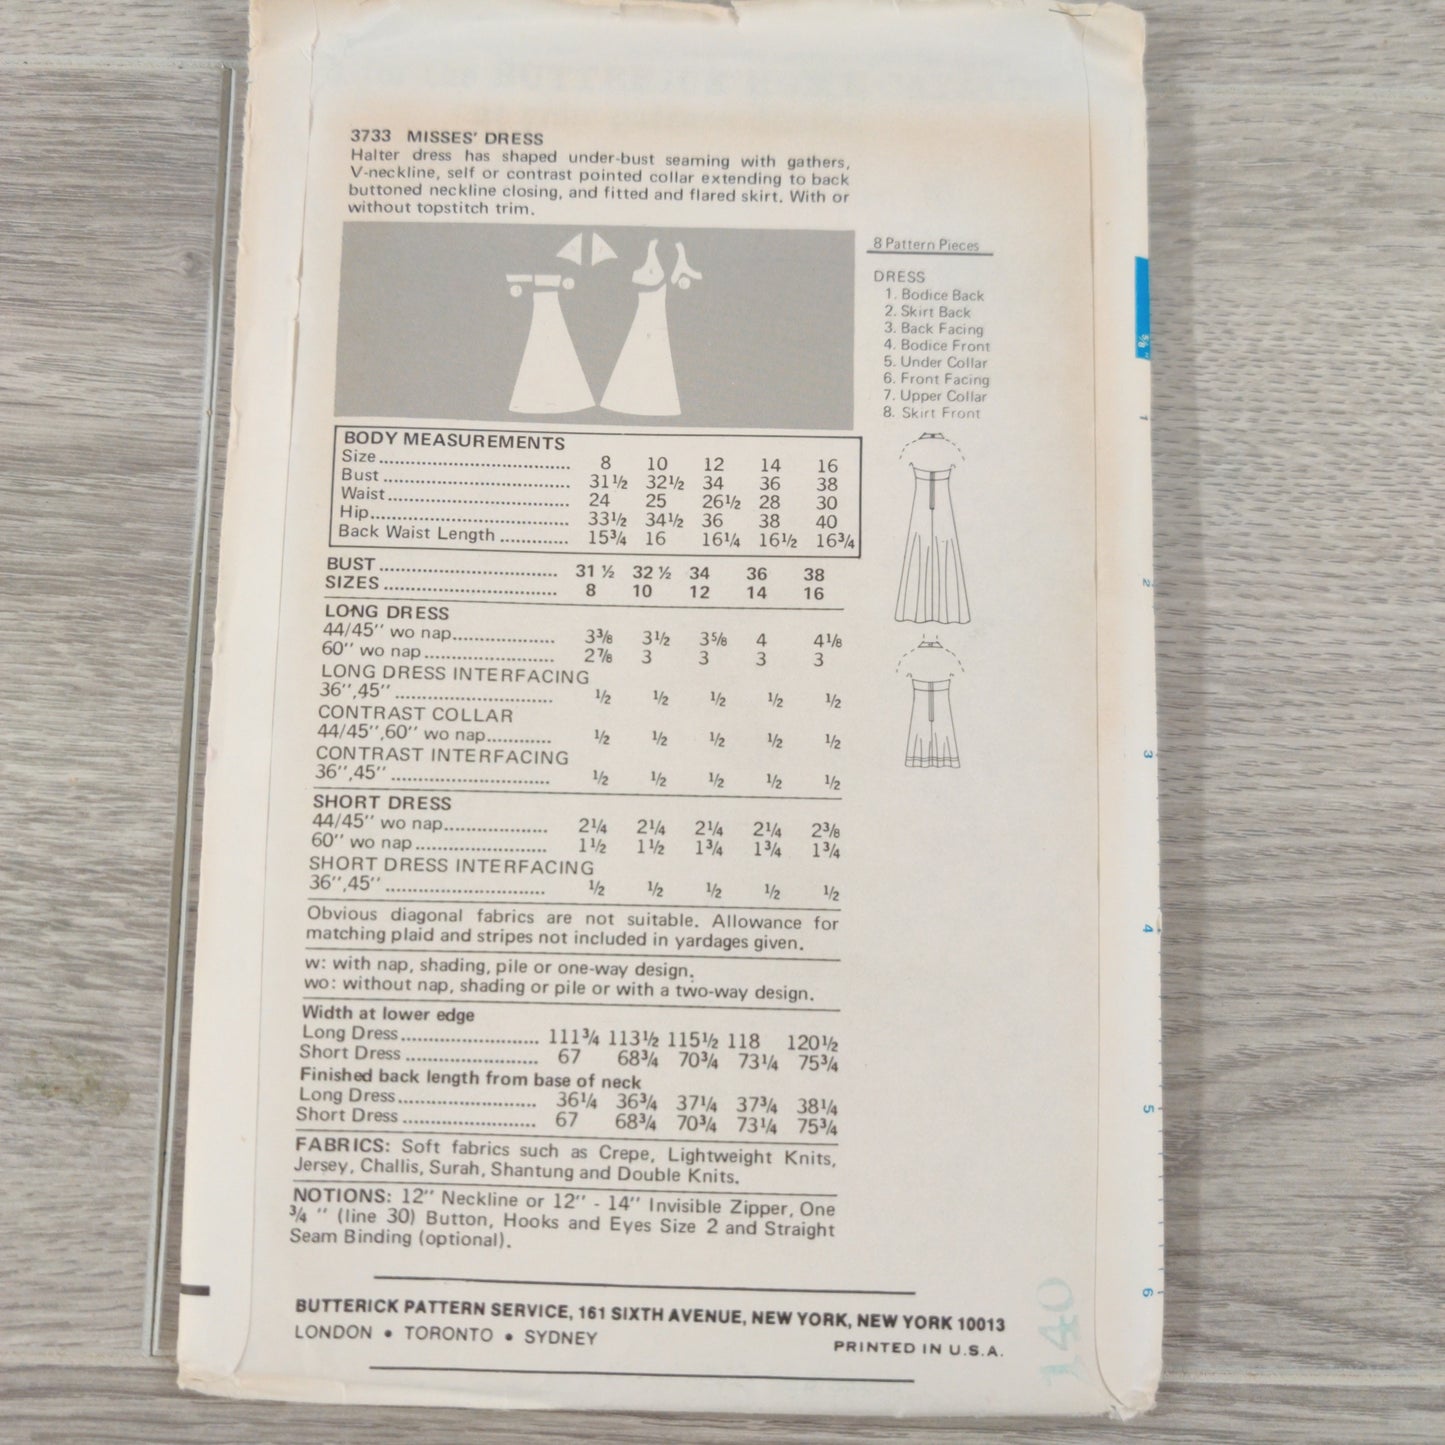 3733 MISSES' DRESS
Halter dress has shaped under-bust seaming with gathers,
V-neckline, self or contrast pointed collar extending to back
buttoned neckline closing, and fitted and flared skirt. With or
without topstitch trim.
8 Pattern Pieces
DRESS
1. Bodice Back
2. Skirt Back
3. Back Facing
4. Bodice Front
5. Under Collar
6. Front Facing
7. Upper Collar
8. Skirt Front
BODY MEASUREMENTS
Size 8 10 12 14 16
Bust 31½ 32½ 34 36 38
Waist 24 25 26½ 28 30
Hip 33½ 34½ 36 38 40
Back Waist Length 15¾ 16 16¼ 16½ 16¾
BUST 31 ½ 32 ½ 34 36 38
SIZES 8 10 12 14 16
LONG DRESS
44/45'' wo nap 3⅜ 3½ 3⅝ 4 4⅛
60'' wo nap 2⅞ 3 3 3 3
LONG DRESS INTERFACING
36'',45'' ½ ½ ½ ½ ½
CONTRAST COLLAR
44/45'',60'' wo nap ½ ½ ½ ½ ½
CONTRAST INTERFACING
36'',45'' ½ ½ ½ ½ ½
SHORT DRESS
44/45'' wo nap 2¼ 2¼ 2¼ 2¼ 2⅜
60'' wo nap 1½ 1½ 1¾ 1¾ 1¾
SHORT DRESS INTERFACING
36'',45'' ½ ½ ½ ½ ½
Obvious diagonal fabrics are not suitable. Allowance for
matching plaid and stripes not included in yardages given.
w: with nap, shading, pile or one-way design.
wo: without nap, shading or pile or with a two-way design.
Width at lower edge
Long Dress 111¾ 113½ 115½ 118 120½
Short Dress 67 68¾ 70¾ 73¼ 75¾
Finished back length from base of neck
Long Dress 36¼ 36¾ 37¼ 37¾ 38¼
Short Dress 67 68¾ 70¾ 73¼ 75¾
FABRICS: Soft fabrics such as Crepe, Lightweight Knits,
Jersey, Challis, Surah, Shantung and Double Knits.
NOTIONS: 12'' Neckline or 12'' - 14'' Invisible Zipper, One
¾ '' (line 30) Button, Hooks and Eyes Size 2 and Straight
Seam Binding (optional).
BUTTERICK PATTERN SERVICE, 161 SIXTH AVENUE, NEW YORK, NEW YORK 10013
LONDON • TORONTO • SYDNEY
PRINTED IN U.S.A.
5/8''
1
2
3
4
5
6
140